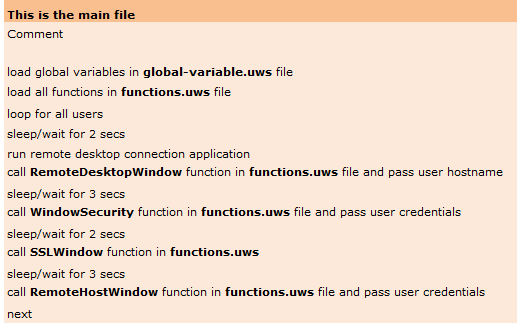 This is the main file
Comment
load global variables in global-variable.uws file
load all functions in functions.uws file
loop for all users
sleep/wait for 2 secs
run remote desktop connection application
call RemoteDesktopWindow function in functions.uws file and pass user hostname
sleep/wait for 3 secs
call WindowSecurity function in functions.uws file and pass user credentials
sleep/wait for 2 secs
call SSLWindow function in functions.uws
sleep/wait for 3 secs
call RemoteHostWindow function in functions.uws file and pass user credentials
next